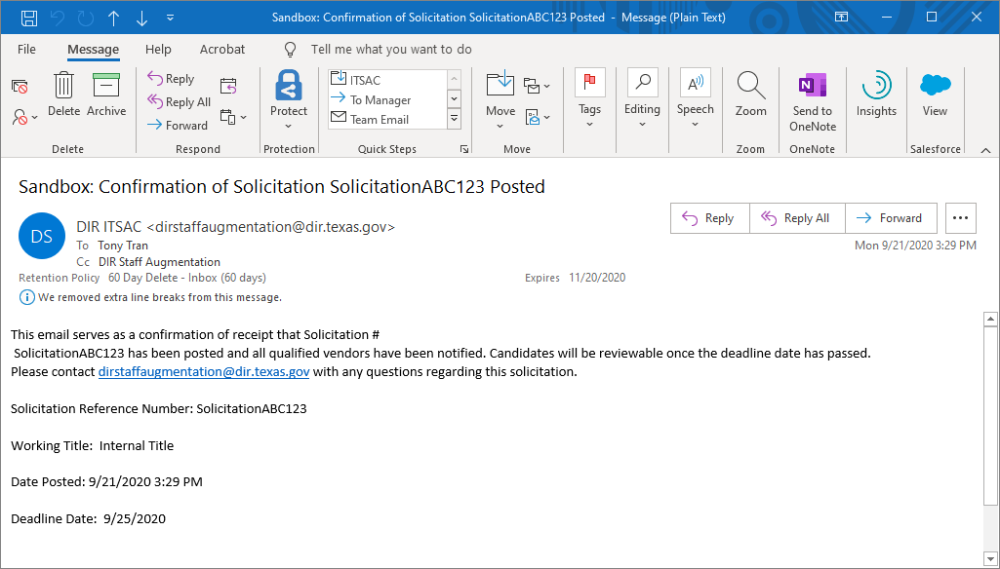 Sandbox: Confirmation of Solicitation SolicitationABC123 Posted - Message (Plain Text)
File Message Help Acrobat Tell me what you want to do
Delete Archive
Delete
Reply
Reply All
Forward
Respond
Protect
Protection
ITSAC
To Manager
Team Email
Quick Steps
Move
Move
Tags
Editing
Speech
Zoom
Zoom
N
Send to
OneNote
OneNote
Insights
View
Salesforce
Sandbox: Confirmation of Solicitation SolicitationABC123 Posted
DS
DIR ITSAC <dirstaffaugmentation@dir.texas.gov>
To Tony Tran
Cc DIR Staff Augmentation
Reply Reply All Forward ...
Mon 9/21/2020 3:29 PM
Retention Policy 60 Day Delete - Inbox (60 days) Expires 11/20/2020
We removed extra line breaks from this message.
This email serves as a confirmation of receipt that Solicitation #
SolicitationABC123 has been posted and all qualified vendors have been notified. Candidates will be reviewable once the deadline date has passed.
Please contact dirstaffaugmentation@dir.texas.gov with any questions regarding this solicitation.
Solicitation Reference Number: SolicitationABC123
Working Title: Internal Title
Date Posted: 9/21/2020 3:29 PM
Deadline Date: 9/25/2020